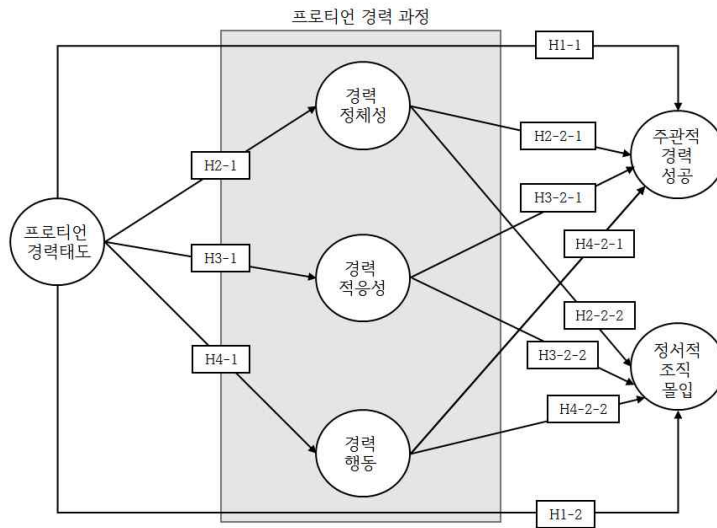 프로티언 경력 과정
H1-1
경력
정체성
H2-2-1
주관적
경력
성공
H2-1
H3-2-1
프로티언
경력태도
H4-2-1
H3-1
경력
적응성
H2-2-2
H4-1
H3-2-2
정서적
조직
몰입
H4-2-2
경력
행동
H1-2